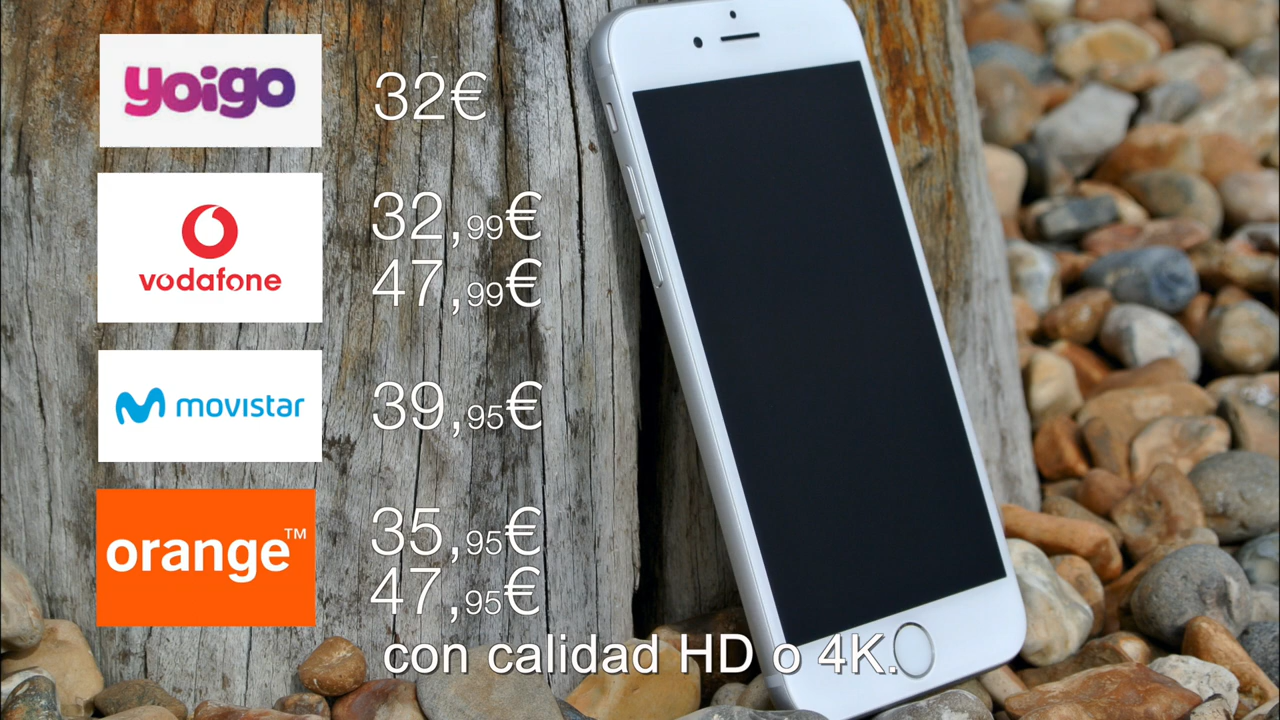 yoigo 32€
vodafone 32,99€
47,99€
movistar 39,95€
orange™ 35,95€
47,95€
con calidad HD o 4K.